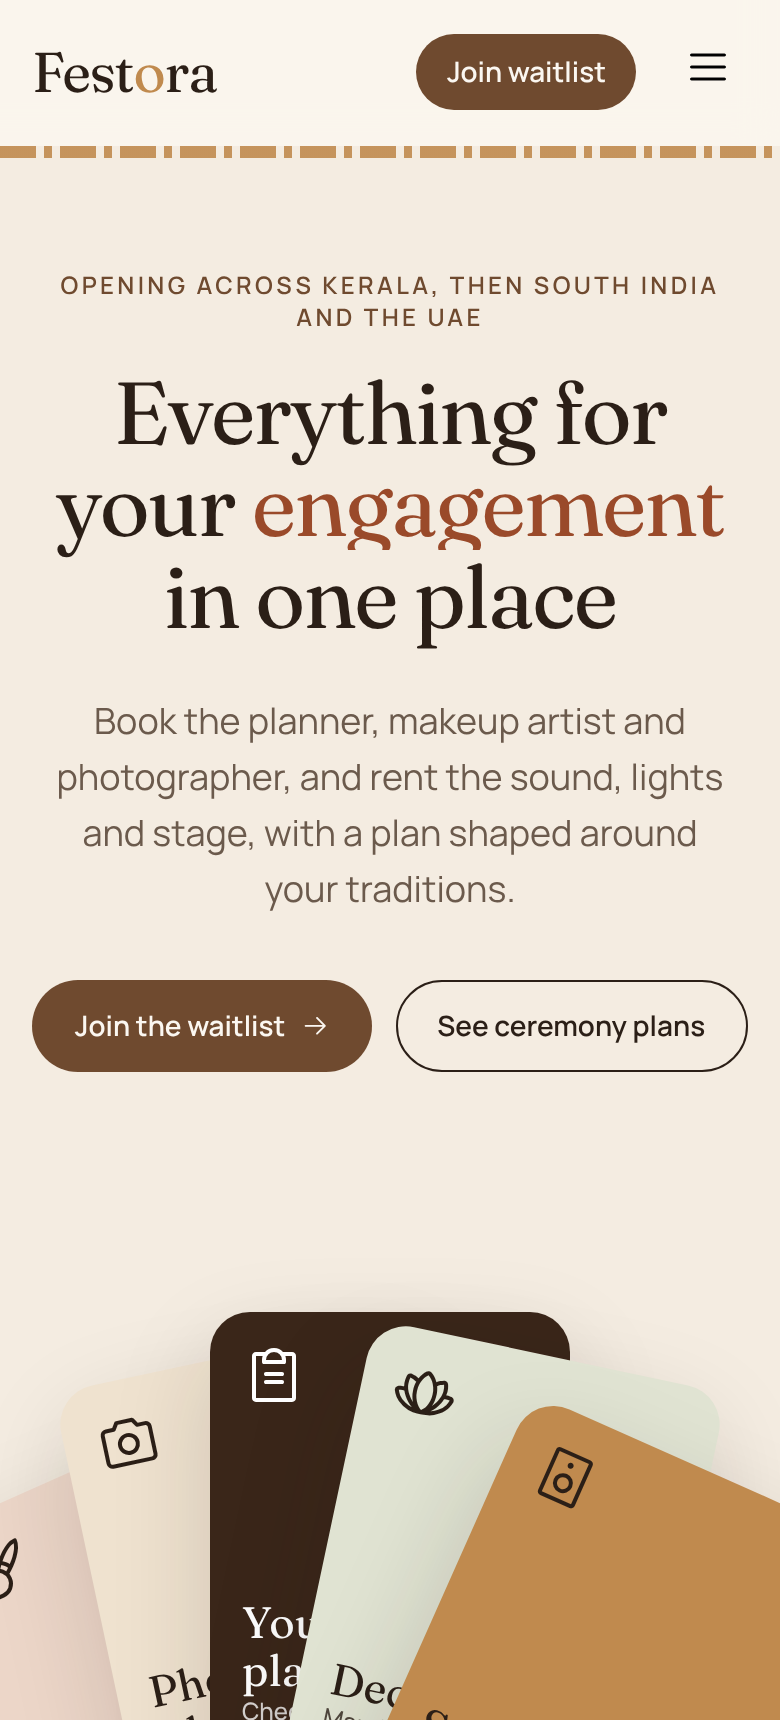 Festora
Join waitlist
OPENING ACROSS KERALA, THEN SOUTH INDIA
AND THE UAE
Everything for
your engagement
in one place
Book the planner, makeup artist and
photographer, and rent the sound, lights
and stage, with a plan shaped around
your traditions.
Join the waitlist →
See ceremony plans